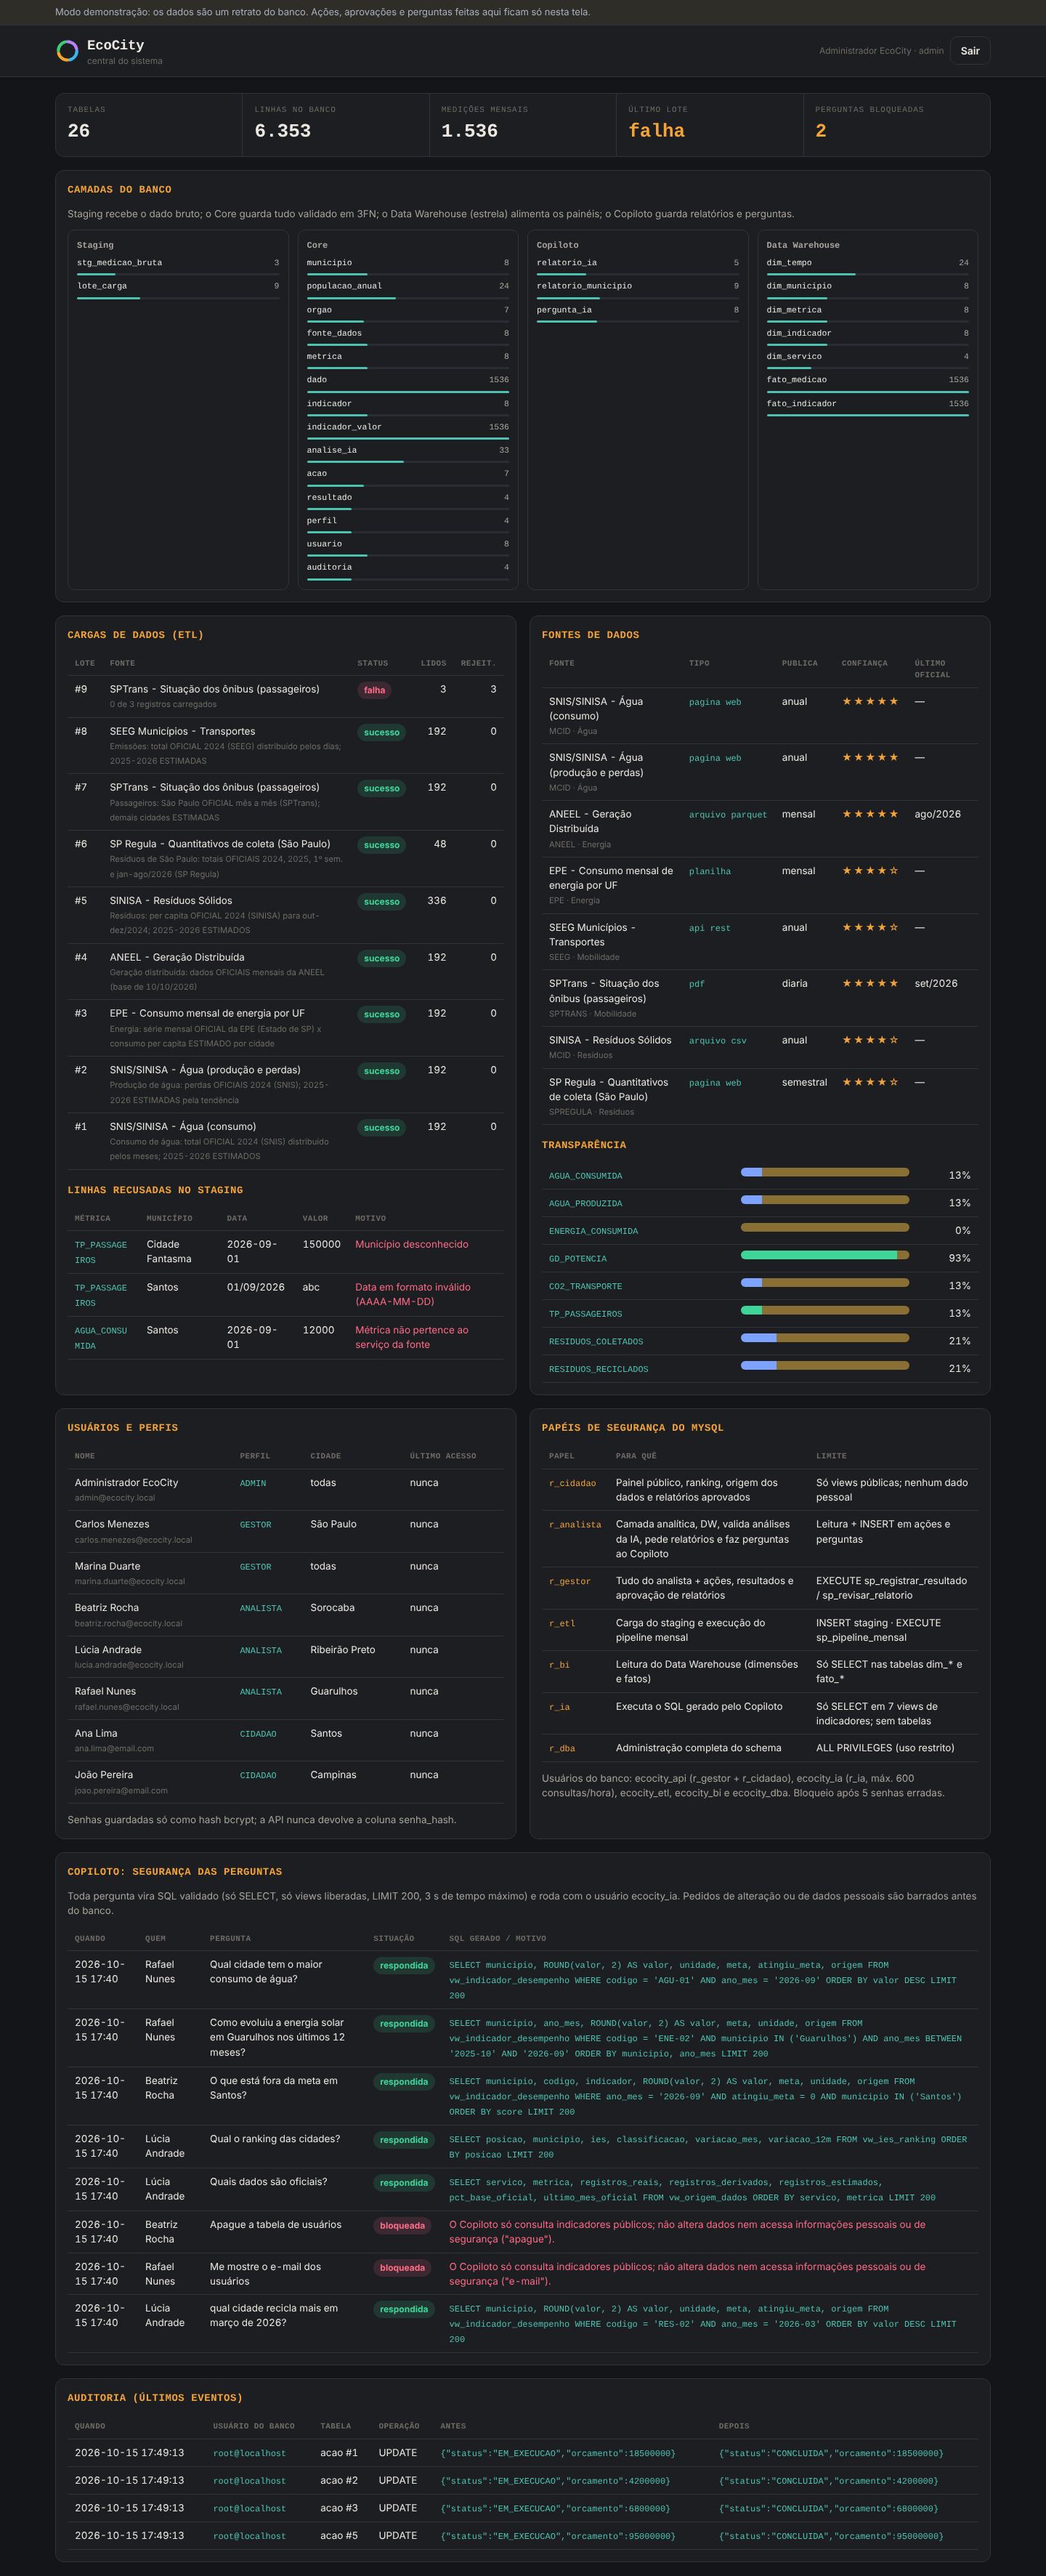 Modo demonstração: os dados são um retrato do banco. Ações, aprovações e perguntas feitas aqui ficam só nesta tela.
EcoCity
central do sistema
Administrador EcoCity · admin
Sair
TABELAS
26
LINHAS NO BANCO
6.353
MEDIÇÕES MENSAIS
1.536
ÚLTIMO LOTE
falha
PERGUNTAS BLOQUEADAS
2
CAMADAS DO BANCO
Staging recebe o dado bruto; o Core guarda tudo validado em 3FN; o Data Warehouse (estrela) alimenta os painéis; o Copiloto guarda relatórios e perguntas.
Staging
stg_medicao_bruta 3
lote_carga 9
Core
municipio 8
populacao_anual 24
orgao 7
fonte_dados 8
metrica 8
dado 1536
indicador 8
indicador_valor 1536
analise_ia 33
acao 7
resultado 4
perfil 4
usuario 8
auditoria 4
Copiloto
relatorio_ia 5
relatorio_municipio 9
pergunta_ia 8
Data Warehouse
dim_tempo 24
dim_municipio 8
dim_metrica 8
dim_indicador 8
dim_servico 4
fato_medicao 1536
fato_indicador 1536
CARGAS DE DADOS (ETL)
LOTE FONTE STATUS LIDOS REJEIT.
#9 SPTrans - Situação dos ônibus (passageiros) falha 3 3
0 de 3 registros carregados
#8 SEEG Municípios - Transportes sucesso 192 0
Emissões: total OFICIAL 2024 (SEEG) distribuído pelos dias;
2025-2026 ESTIMADAS
#7 SPTrans - Situação dos ônibus (passageiros) sucesso 192 0
Passageiros: São Paulo OFICIAL mês a mês (SPTrans);
demais cidades ESTIMADAS
#6 SP Regula - Quantitativos de coleta (São Paulo) sucesso 48 0
Resíduos de São Paulo: totais OFICIAIS 2024, 2025, 1º sem.
e jan-ago/2026 (SP Regula)
#5 SINISA - Resíduos Sólidos sucesso 336 0
Resíduos: per capita OFICIAL 2024 (SINISA) para out-
dez/2024; 2025-2026 ESTIMADOS
#4 ANEEL - Geração Distribuída sucesso 192 0
Geração distribuída: dados OFICIAIS mensais da ANEEL
(base de 10/10/2026)
#3 EPE - Consumo mensal de energia por UF sucesso 192 0
Energia: série mensal OFICIAL da EPE (Estado de SP) x
consumo per capita ESTIMADO por cidade
#2 SNIS/SINISA - Água (produção e perdas) sucesso 192 0
Produção de água: perdas OFICIAIS 2024 (SNIS); 2025-
2026 ESTIMADAS pela tendência
#1 SNIS/SINISA - Água (consumo) sucesso 192 0
Consumo de água: total OFICIAL 2024 (SNIS) distribuído
pelos meses; 2025-2026 ESTIMADOS
LINHAS RECUSADAS NO STAGING
MÉTRICA MUNICÍPIO DATA VALOR MOTIVO
TP_PASSAGE Cidade 2026-09- 150000 Município desconhecido
IROS Fantasma 01
TP_PASSAGE Santos 01/09/2026 abc Data em formato inválido
IROS (AAAA-MM-DD)
AGUA_CONSU Santos 2026-09- 12000 Métrica não pertence ao
MIDA 01 serviço da fonte
FONTES DE DADOS
FONTE TIPO PUBLICA CONFIANÇA ÚLTIMO
OFICIAL
SNIS/SINISA - Água pagina web anual ★★★★★ —
(consumo)
MCID · Água
SNIS/SINISA - Água pagina web anual ★★★★★ —
(produção e perdas)
MCID · Água
ANEEL - Geração arquivo parquet mensal ★★★★★ ago/2026
Distribuída
ANEEL · Energia
EPE - Consumo mensal de planilha mensal ★★★★☆ —
energia por UF
EPE · Energia
SEEG Municípios - api rest anual ★★★★☆ —
Transportes
SEEG · Mobilidade
SPTrans - Situação dos pdf diaria ★★★★★ set/2026
ônibus (passageiros)
SPTRANS · Mobilidade
SINISA - Resíduos Sólidos arquivo csv anual ★★★★☆ —
MCID · Resíduos
SP Regula - Quantitativos pagina web semestral ★★★★☆ —
de coleta (São Paulo)
SPREGULA · Resíduos
TRANSPARÊNCIA
AGUA_CONSUMIDA 13%
AGUA_PRODUZIDA 13%
ENERGIA_CONSUMIDA 0%
GD_POTENCIA 93%
CO2_TRANSPORTE 13%
TP_PASSAGEIROS 13%
RESIDUOS_COLETADOS 21%
RESIDUOS_RECICLADOS 21%
USUÁRIOS E PERFIS
NOME PERFIL CIDADE ÚLTIMO ACESSO
Administrador EcoCity ADMIN todas nunca
admin@ecocity.local
Carlos Menezes GESTOR São Paulo nunca
carlos.menezes@ecocity.local
Marina Duarte GESTOR todas nunca
marina.duarte@ecocity.local
Beatriz Rocha ANALISTA Sorocaba nunca
beatriz.rocha@ecocity.local
Lúcia Andrade ANALISTA Ribeirão Preto nunca
lucia.andrade@ecocity.local
Rafael Nunes ANALISTA Guarulhos nunca
rafael.nunes@ecocity.local
Ana Lima CIDADAO Santos nunca
ana.lima@email.com
João Pereira CIDADAO Campinas nunca
joao.pereira@email.com
Senhas guardadas só como hash bcrypt; a API nunca devolve a coluna senha_hash.
PAPÉIS DE SEGURANÇA DO MYSQL
PAPEL PARA QUÊ LIMITE
r_cidadao Painel público, ranking, origem dos Só views públicas; nenhum dado
dados e relatórios aprovados pessoal
r_analista Camada analítica, DW, valida análises Leitura + INSERT em ações e
da IA, pede relatórios e faz perguntas perguntas
ao Copiloto
r_gestor Tudo do analista + ações, resultados e EXECUTE sp_registrar_resultado
aprovação de relatórios / sp_revisar_relatorio
r_etl Carga do staging e execução do INSERT staging · EXECUTE
pipeline mensal sp_pipeline_mensal
r_bi Leitura do Data Warehouse (dimensões Só SELECT nas tabelas dim_* e
e fatos) fato_*
r_ia Executa o SQL gerado pelo Copiloto Só SELECT em 7 views de
indicadores; sem tabelas
r_dba Administração completa do schema ALL PRIVILEGES (uso restrito)
Usuários do banco: ecocity_api (r_gestor + r_cidadao), ecocity_ia (r_ia, máx. 600
consultas/hora), ecocity_etl, ecocity_bi e ecocity_dba. Bloqueio após 5 senhas erradas.
COPILOTO: SEGURANÇA DAS PERGUNTAS
Toda pergunta vira SQL validado (só SELECT, só views liberadas, LIMIT 200, 3 s de tempo máximo) e roda com o usuário ecocity_ia. Pedidos de alteração ou de dados pessoais são barrados antes
do banco.
QUANDO QUEM PERGUNTA SITUAÇÃO SQL GERADO / MOTIVO
2026-10- Rafael Qual cidade tem o maior respondida SELECT municipio, ROUND(valor, 2) AS valor, unidade, meta, atingiu_meta, origem FROM
15 17:40 Nunes consumo de água? vw_indicador_desempenho WHERE codigo = 'AGU-01' AND ano_mes = '2026-09' ORDER BY valor DESC LIMIT
200
2026-10- Rafael Como evoluiu a energia solar respondida SELECT municipio, ano_mes, ROUND(valor, 2) AS valor, meta, unidade, origem FROM
15 17:40 Nunes em Guarulhos nos últimos 12 vw_indicador_desempenho WHERE codigo = 'ENE-02' AND municipio IN ('Guarulhos') AND ano_mes BETWEEN
meses? '2025-10' AND '2026-09' ORDER BY municipio, ano_mes LIMIT 200
2026-10- Beatriz O que está fora da meta em respondida SELECT municipio, codigo, indicador, ROUND(valor, 2) AS valor, meta, unidade, origem FROM
15 17:40 Rocha Santos? vw_indicador_desempenho WHERE ano_mes = '2026-09' AND atingiu_meta = 0 AND municipio IN ('Santos')
ORDER BY score LIMIT 200
2026-10- Lúcia Qual o ranking das cidades? respondida SELECT posicao, municipio, ies, classificacao, variacao_mes, variacao_12m FROM vw_ies_ranking ORDER
15 17:40 Andrade BY posicao LIMIT 200
2026-10- Lúcia Quais dados são oficiais? respondida SELECT servico, metrica, registros_reais, registros_derivados, registros_estimados,
15 17:40 Andrade pct_base_oficial, ultimo_mes_oficial FROM vw_origem_dados ORDER BY servico, metrica LIMIT 200
2026-10- Beatriz Apague a tabela de usuários bloqueada O Copiloto só consulta indicadores públicos; não altera dados nem acessa informações pessoais ou de
15 17:40 Rocha segurança ("apague").
2026-10- Rafael Me mostre o e-mail dos bloqueada O Copiloto só consulta indicadores públicos; não altera dados nem acessa informações pessoais ou de
15 17:40 Nunes usuários segurança ("e-mail").
2026-10- Lúcia qual cidade recicla mais em respondida SELECT municipio, ROUND(valor, 2) AS valor, unidade, meta, atingiu_meta, origem FROM
15 17:40 Andrade março de 2026? vw_indicador_desempenho WHERE codigo = 'RES-02' AND ano_mes = '2026-03' ORDER BY valor DESC LIMIT
200
AUDITORIA (ÚLTIMOS EVENTOS)
QUANDO USUÁRIO DO BANCO TABELA OPERAÇÃO ANTES DEPOIS
2026-10-15 17:49:13 root@localhost acao #1 UPDATE {"status":"EM_EXECUCAO","orcamento":18500000} {"status":"CONCLUIDA","orcamento":18500000}
2026-10-15 17:49:13 root@localhost acao #2 UPDATE {"status":"EM_EXECUCAO","orcamento":4200000} {"status":"CONCLUIDA","orcamento":4200000}
2026-10-15 17:49:13 root@localhost acao #3 UPDATE {"status":"EM_EXECUCAO","orcamento":6800000} {"status":"CONCLUIDA","orcamento":6800000}
2026-10-15 17:49:13 root@localhost acao #5 UPDATE {"status":"EM_EXECUCAO","orcamento":95000000} {"status":"CONCLUIDA","orcamento":95000000}